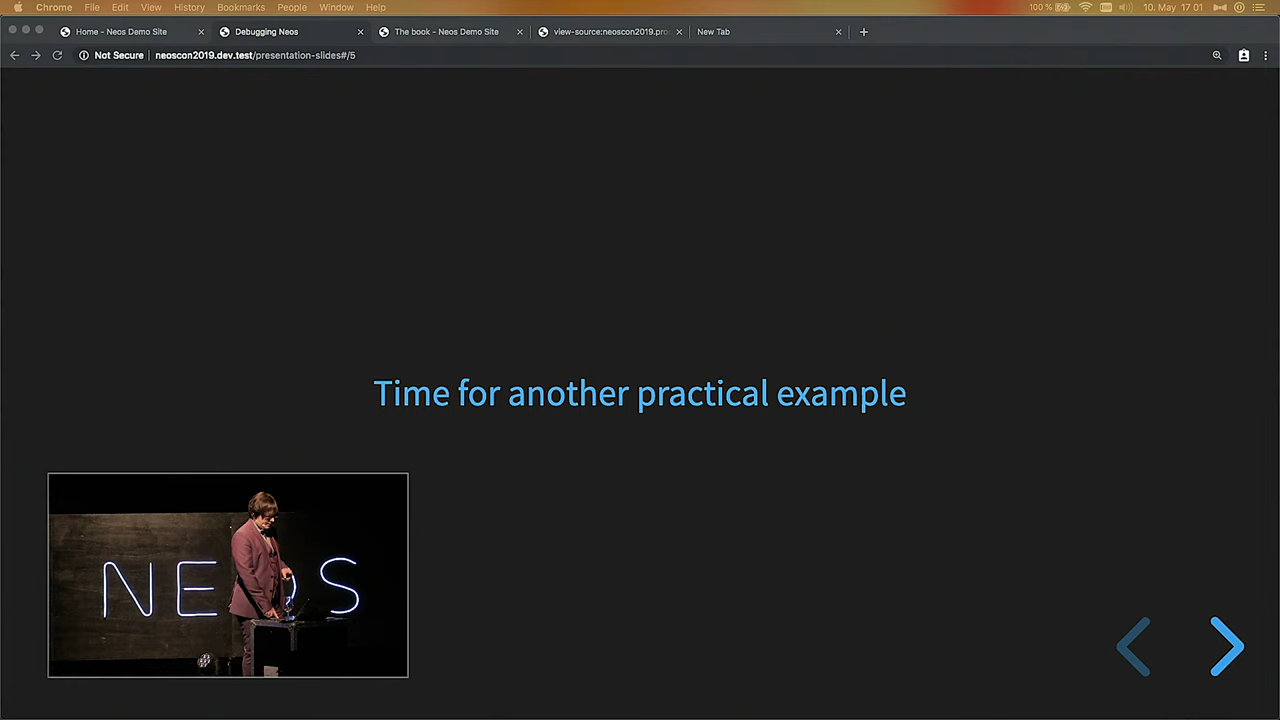 Chrome File Edit View History Bookmarks People Window Help 100 % 10. May 17 01
Home - Neos Demo Site Debugging Neos The book - Neos Demo Site view-source:neoscon2019.pro New Tab
Not Secure neoscon2019.dev.test/presentation-slides#/5
Time for another practical example
NEOS